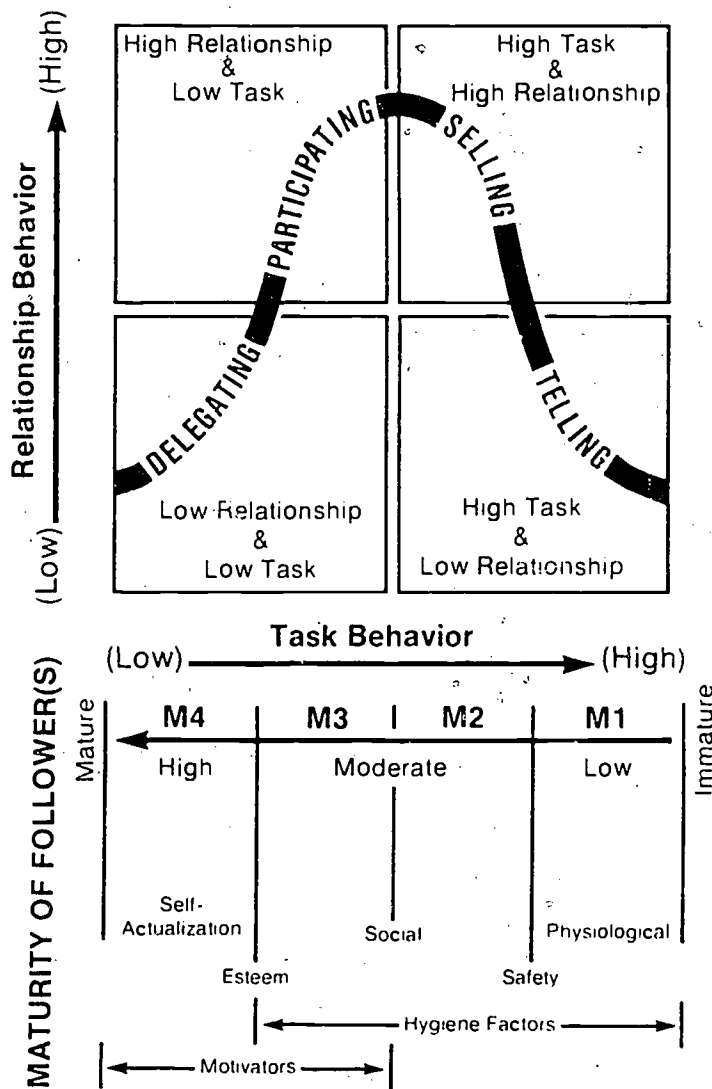 (High)
Relationship Behavior
(Low)
High Relationship
&
Low Task
High Task
&
High Relationship
PARTICIPATING
SELLING
DELEGATING
TELLING
Low Relationship
&
Low Task
High Task
&
Low Relationship
Task Behavior
(Low)
(High)
MATURITY OF FOLLOWER(S)
Mature
M4
M3
M2
M1
Immature
High
Moderate
Low
Self-
Actualization
Social
Physiological
Esteem
Safety
Hygiene Factors
Motivators